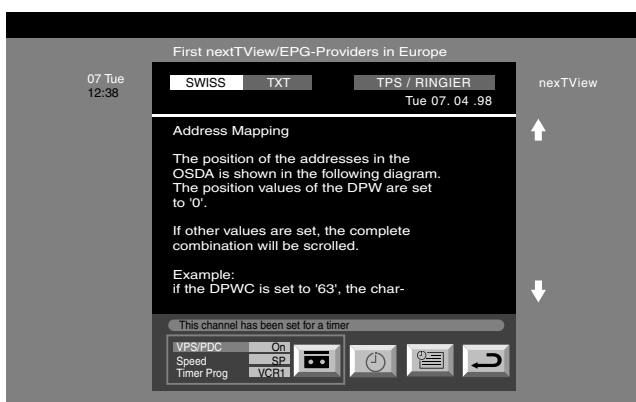 First nextTView/EPG-Providers in Europe
07 Tue
12:38
SWISS TXT TPS / RINGIER nexTView
Tue 07. 04 .98
Address Mapping
The position of the addresses in the
OSDA is shown in the following diagram.
The position values of the DPW are set
to '0'.
If other values are set, the complete
combination will be scrolled.
Example:
if the DPWC is set to '63', the char-
This channel has been set for a timer
VPS/PDC On
Speed SP
Timer Prog VCR1